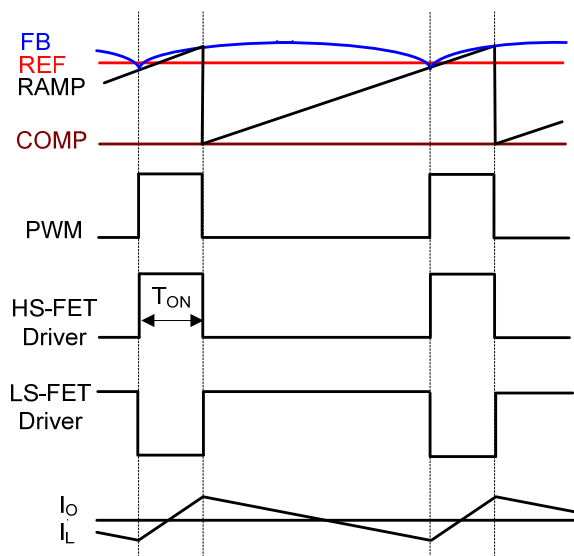 FB
REF
RAMP
COMP
PWM
HS-FET
Driver
TON
LS-FET
Driver
IO
IL